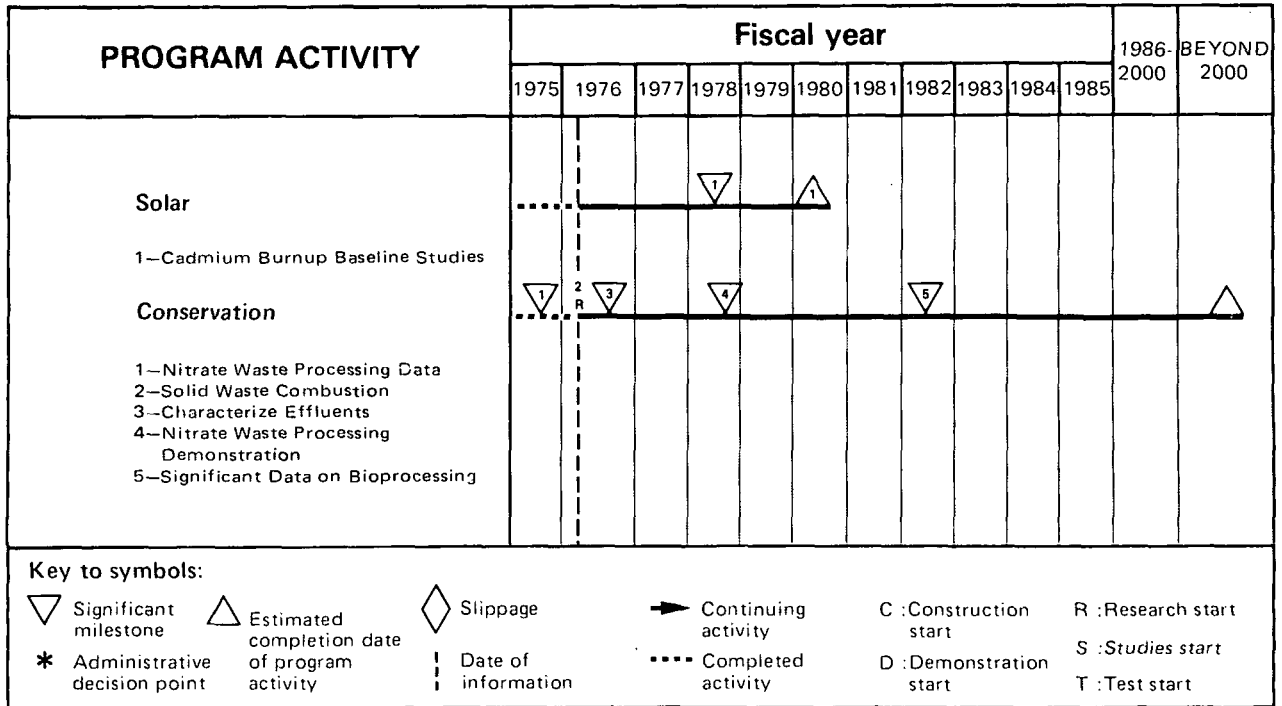 PROGRAM ACTIVITY
Fiscal year
1975 1976 1977 1978 1979 1980 1981 1982 1983 1984 1985
1986-
2000
BEYOND
2000
Solar
1 1
1—Cadmium Burnup Baseline Studies
Conservation
1 2 3 4 5
R
1—Nitrate Waste Processing Data
2—Solid Waste Combustion
3—Characterize Effluents
4—Nitrate Waste Processing
Demonstration
5—Significant Data on Bioprocessing
Key to symbols:
Significant
milestone
* Administrative
decision point
Estimated
completion date
of program
activity
Slippage
Date of
information
Continuing
activity
Completed
activity
C :Construction
start
D :Demonstration
start
R :Research start
S :Studies start
T :Test start